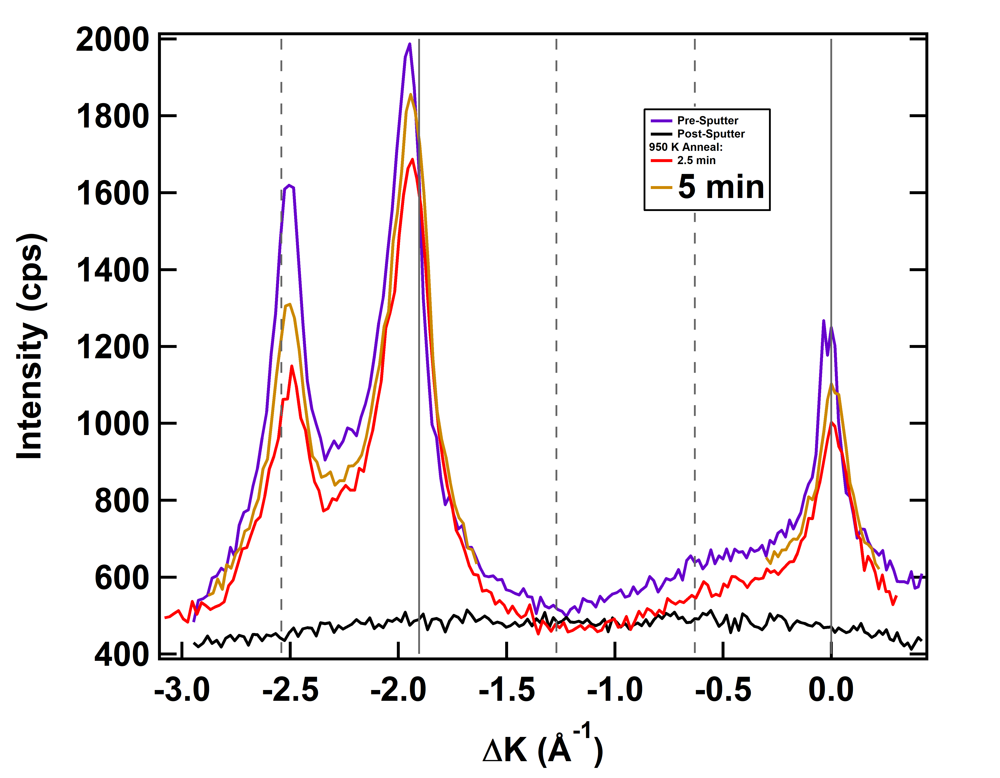 2000
1800
1600
1400
1200
1000
800
600
400
Intensity (cps)
Pre-Sputter
Post-Sputter
950 K Anneal:
2.5 min
5 min
-3.0 -2.5 -2.0 -1.5 -1.0 -0.5 0.0
ΔK (Å-1)